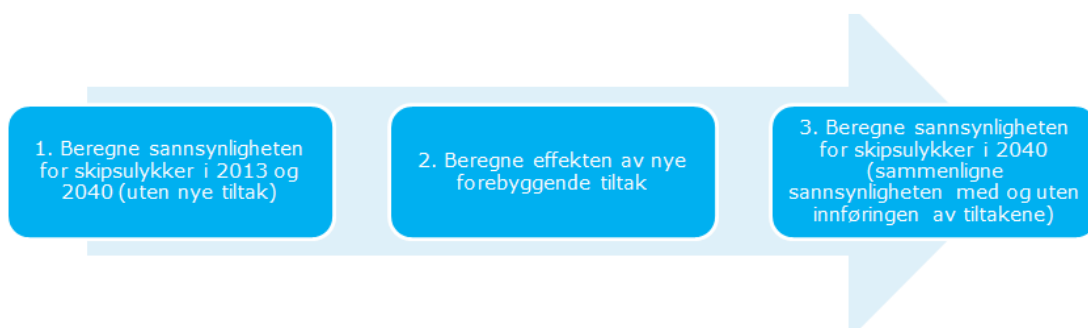 1. Beregne sannsynligheten
for skipsulykker i 2013 og
2040 (uten nye tiltak)
2. Beregne effekten av nye
forebyggende tiltak
3. Beregne sannsynligheten
for skipsulykker i 2040
(sammenligne
sannsynligheten med og uten
innføringen av tiltakene)